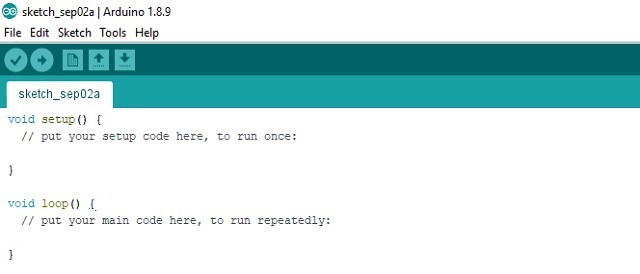 sketch_sep02a | Arduino 1.8.9
File Edit Sketch Tools Help
sketch_sep02a
void setup() {
// put your setup code here, to run once:
}
void loop() {
// put your main code here, to run repeatedly:
}